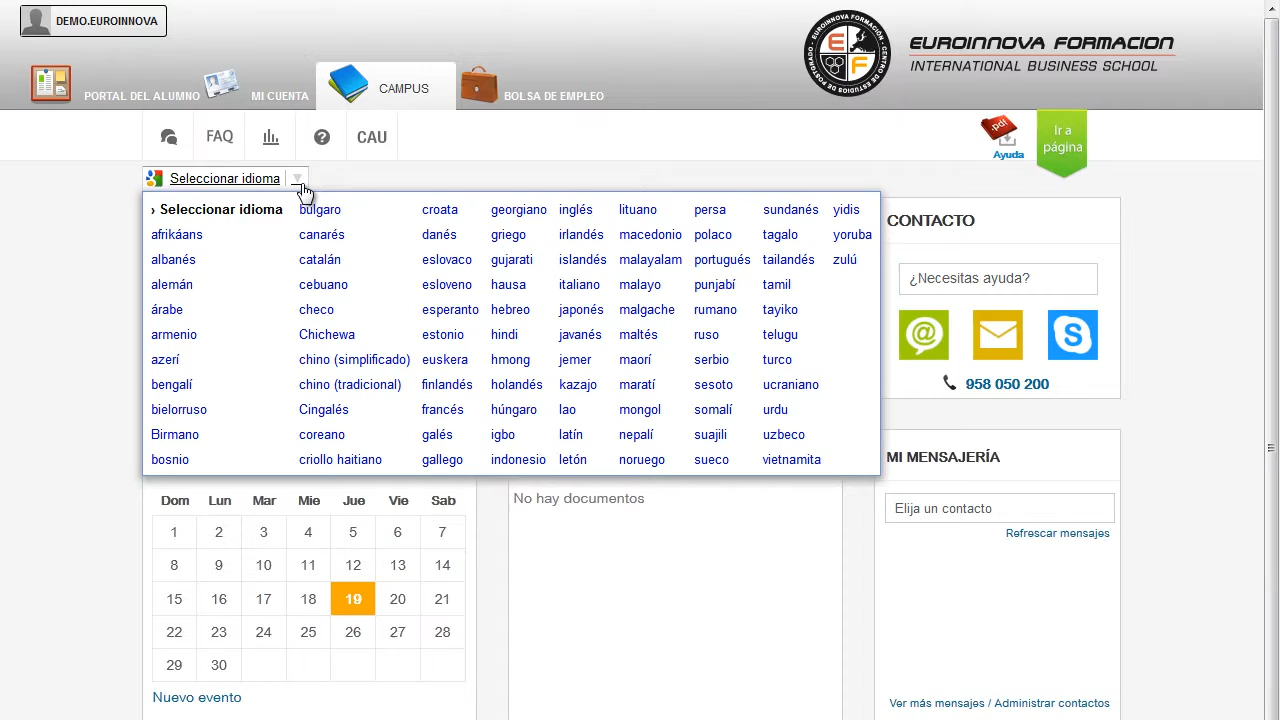 DEMO.EUROINNOVA
EUROINNOVA FORMACION
INTERNATIONAL BUSINESS SCHOOL
CENTRO DE ESTUDIOS DE POSTGRADO
EUROINNOVA FORMACIÓN
E
F
PORTAL DEL ALUMNO
MI CUENTA
CAMPUS
BOLSA DE EMPLEO
FAQ
?
CAU
.pdf
Ayuda
Ir a
página
Seleccionar idioma ▼
› Seleccionar idioma búlgaro croata georgiano inglés lituano persa sundanés yidis
afrikáans canarés danés griego irlandés macedonio polaco tagalo yoruba
albanés catalán eslovaco gujarati islandés malayalam portugués tailandés zulú
alemán cebuano esloveno hausa italiano malayo punjabí tamil
árabe checo esperanto hebreo japonés malgache rumano tayiko
armenio Chichewa estonio hindi javanés maltés ruso telugu
azerí chino (simplificado) euskera hmong jemer maorí serbio turco
bengalí chino (tradicional) finlandés holandés kazajo maratí sesoto ucraniano
bielorruso Cingalés francés húngaro lao mongol somalí urdu
Birmano coreano galés igbo latín nepalí suajili uzbeco
bosnio criollo haitiano gallego indonesio letón noruego sueco vietnamita
CONTACTO
¿Necesitas ayuda?
@
S
958 050 200
Dom Lun Mar Mie Jue Vie Sab
1 2 3 4 5 6 7
8 9 10 11 12 13 14
15 16 17 18 19 20 21
22 23 24 25 26 27 28
29 30
Nuevo evento
No hay documentos
MI MENSAJERÍA
Elija un contacto
Refrescar mensajes
Ver más mensajes / Administrar contactos